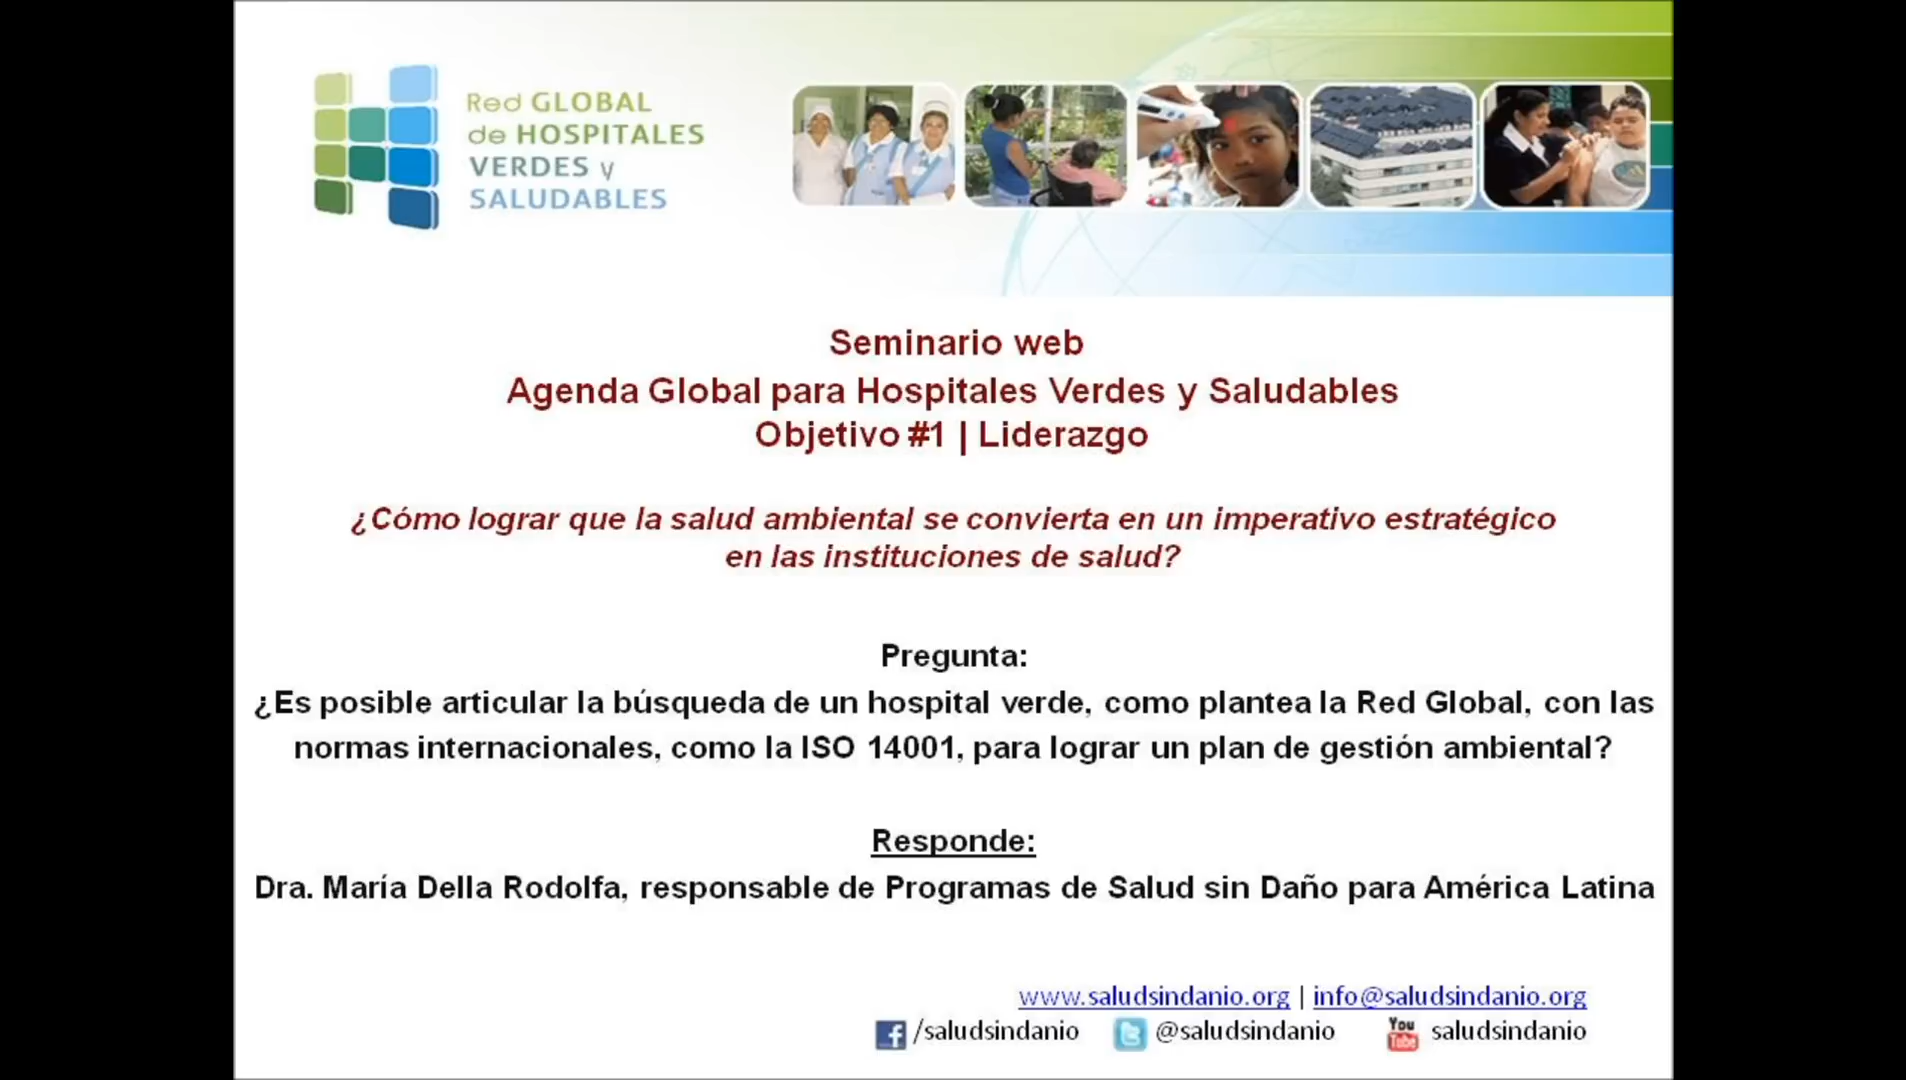 Red GLOBAL
de HOSPITALES
VERDES y
SALUDABLES
Seminario web
Agenda Global para Hospitales Verdes y Saludables
Objetivo #1 | Liderazgo
¿Cómo lograr que la salud ambiental se convierta en un imperativo estratégico
en las instituciones de salud?
Pregunta:
¿Es posible articular la búsqueda de un hospital verde, como plantea la Red Global, con las
normas internacionales, como la ISO 14001, para lograr un plan de gestión ambiental?
Responde:
Dra. María Della Rodolfa, responsable de Programas de Salud sin Daño para América Latina
www.saludsindanio.org | info@saludsindanio.org
f /saludsindanio t @saludsindanio You Tube saludsindanio